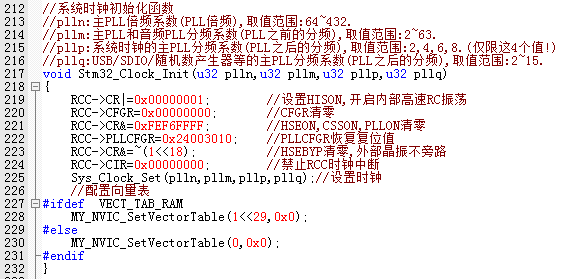 212 //系统时钟初始化函数
213 //plln:主PLL倍频系数(PLL倍频),取值范围:64~432.
214 //pllm:主PLL和音频PLL分频系数(PLL之前的分频),取值范围:2~63.
215 //pllp:系统时钟的主PLL分频系数(PLL之后的分频),取值范围:2,4,6,8.(仅限这4个值!)
216 //pllq:USB/SDIO/随机数产生器等的主PLL分频系数(PLL之后的分频),取值范围:2~15.
217 void Stm32_Clock_Init(u32 plln,u32 pllm,u32 pllp,u32 pllq)
218 {
219 RCC->CR|=0x00000001; //设置HISON,开启内部高速RC振荡
220 RCC->CFGR=0x00000000; //CFGR清零
221 RCC->CR&=0xFEF6FFFF; //HSEON,CSSON,PLLON清零
222 RCC->PLLCFGR=0x24003010; //PLLCFGR恢复复位值
223 RCC->CR&=~(1<<18); //HSEBYP清零,外部晶振不旁路
224 RCC->CIR=0x00000000; //禁止RCC时钟中断
225 Sys_Clock_Set(plln,pllm,pllp,pllq);//设置时钟
226 //配置向量表
227 #ifdef VECT_TAB_RAM
228 MY_NVIC_SetVectorTable(1<<29,0x0);
229 #else
230 MY_NVIC_SetVectorTable(0,0x0);
231 #endif
232 }